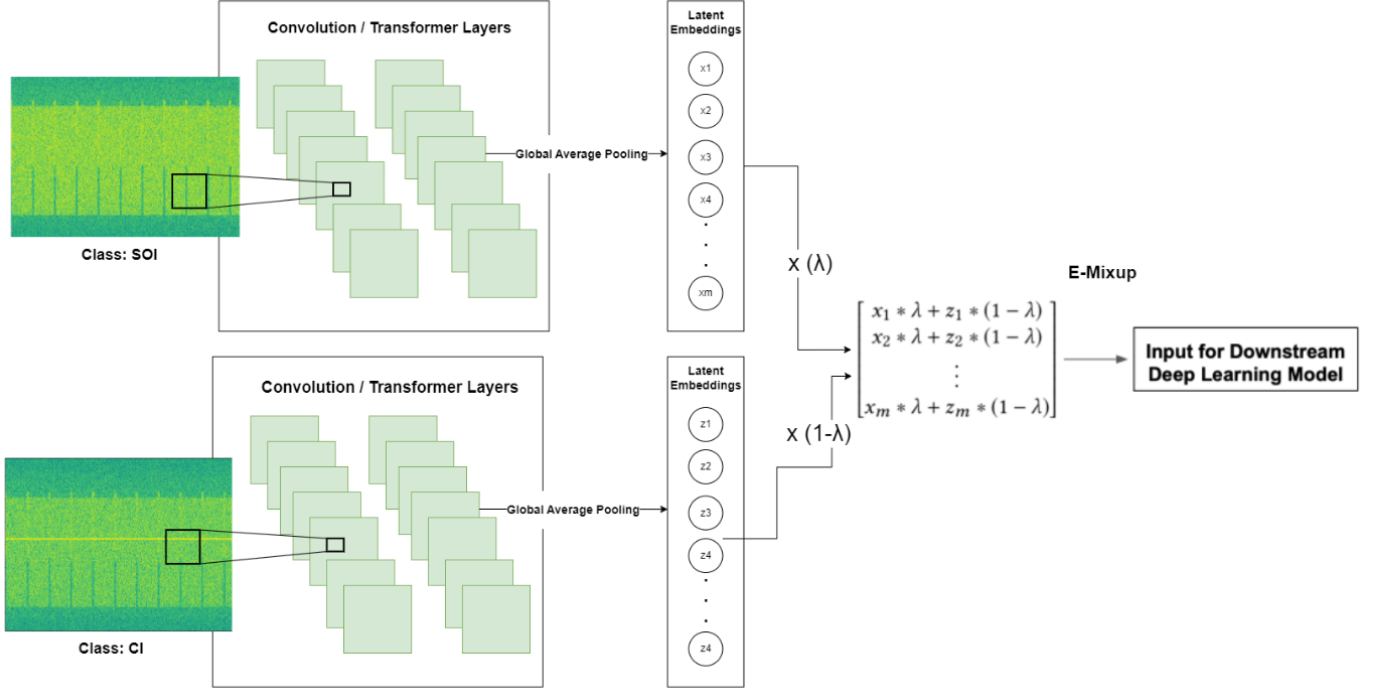 Convolution / Transformer Layers
Class: SOI
Global Average Pooling
Latent
Embeddings
x1
x2
x3
x4
.
.
.
xm
x (λ)
Convolution / Transformer Layers
Class: CI
Global Average Pooling
Latent
Embeddings
z1
z2
z3
z4
.
.
.
z4
x (1-λ)
E-Mixup
x₁ * λ + z₁ * (1 − λ)
x₂ * λ + z₂ * (1 − λ)
⋮
xₘ * λ + zₘ * (1 − λ)
Input for Downstream
Deep Learning Model